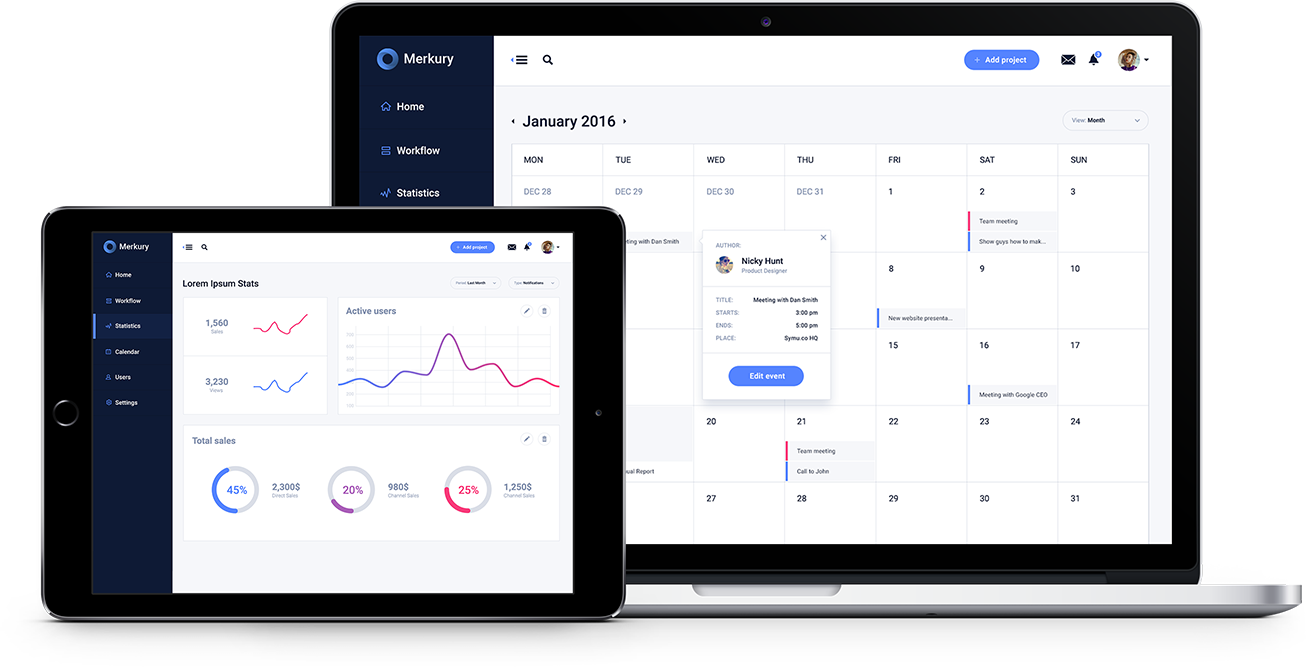 Merkury
Add project
3
Home
Workflow
Statistics
January 2016
View: Month
MON TUE WED THU FRI SAT SUN
DEC 28 DEC 29 DEC 30 DEC 31 1 2 3
Team meeting
Show guys how to mak...
ting with Dan Smith
AUTHOR:
Nicky Hunt
Product Designer
TITLE: Meeting with Dan Smith
STARTS: 3:00 pm
ENDS: 5:00 pm
PLACE: Symu.co HQ
Edit event
8 9 10
New website presenta...
15 16 17
Meeting with Google CEO
20 21 22 23 24
Team meeting
Call to John
ual Report
27 28 29 30 31
Merkury
Add project
Home
Workflow
Statistics
Calendar
Users
Settings
Lorem Ipsum Stats
Period: Last Month
Type: Notifications
1,560
Sales
3,230
Views
Active users
Total sales
45%
2,300$
Direct Sales
20%
980$
Channel Sales
25%
1,250$
Channel Sales